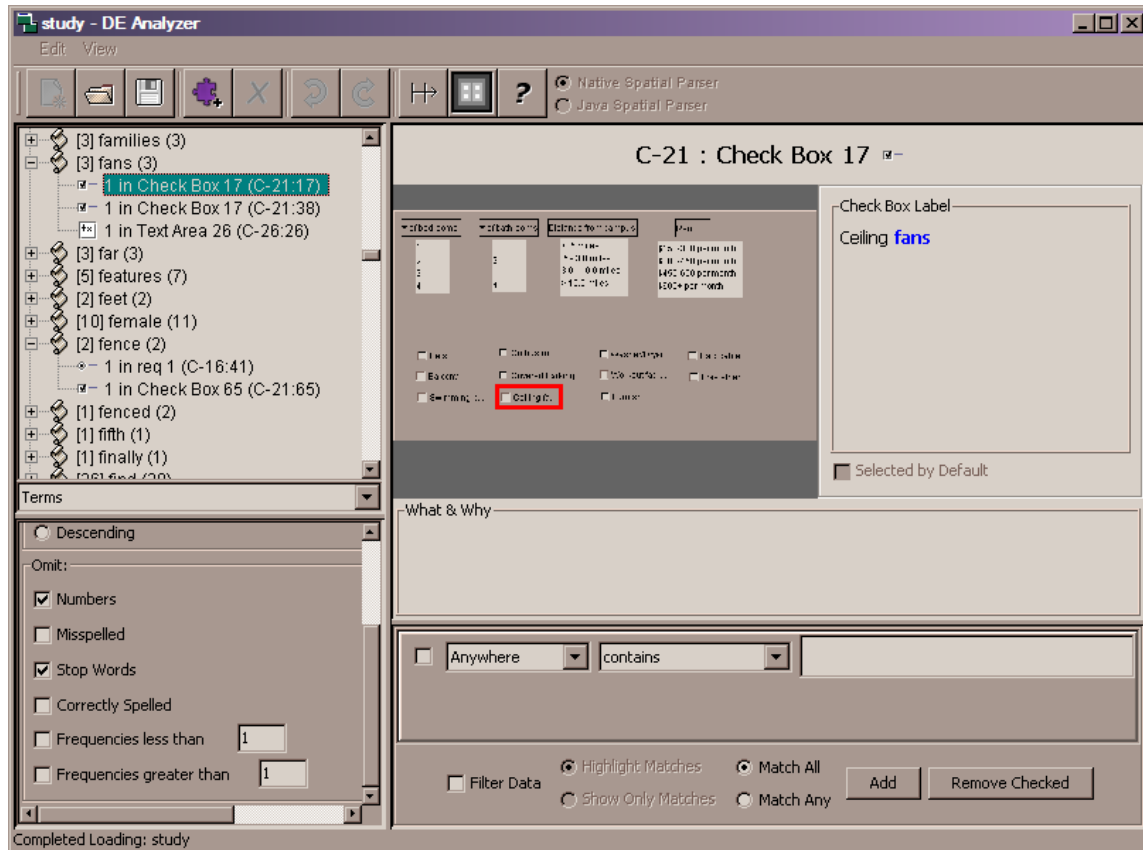 study - DE Analyzer
Edit View
Native Spatial Parser
Java Spatial Parser
[3] families (3)
[3] fans (3)
1 in Check Box 17 (C-21:17)
1 in Check Box 17 (C-21:38)
1 in Text Area 26 (C-26:26)
[3] far (3)
[5] features (7)
[2] feet (2)
[10] female (11)
[2] fence (2)
1 in req 1 (C-16:41)
1 in Check Box 65 (C-21:65)
[1] fenced (2)
[1] fifth (1)
[1] finally (1)
Terms
Descending
Omit:
Numbers
Misspelled
Stop Words
Correctly Spelled
Frequencies less than 1
Frequencies greater than 1
C-21 : Check Box 17
Distance from campus
Check Box Label
Ceiling fans
Selected by Default
What & Why
Anywhere contains
Filter Data
Highlight Matches
Show Only Matches
Match All
Match Any
Add
Remove Checked
Completed Loading: study